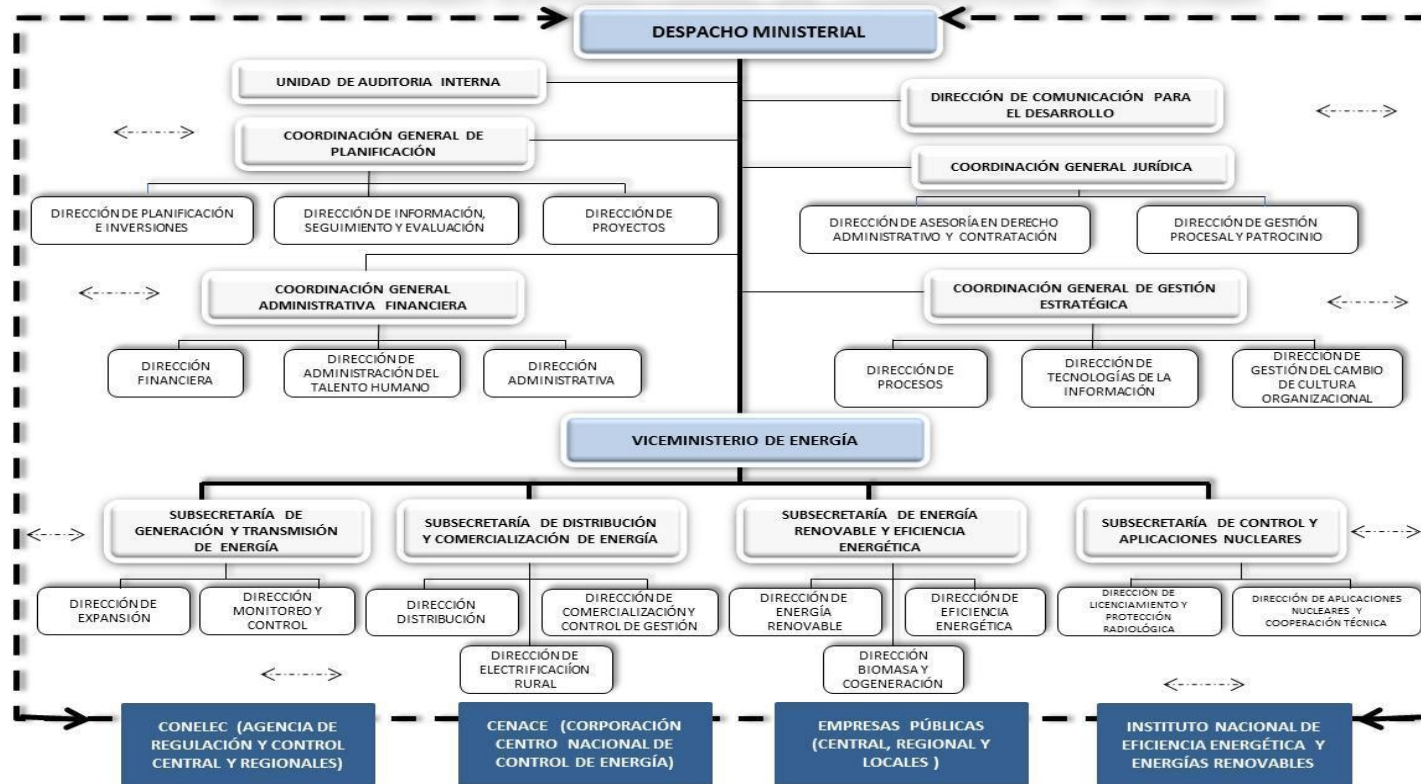 DESPACHO MINISTERIAL
UNIDAD DE AUDITORIA INTERNA
DIRECCIÓN DE COMUNICACIÓN PARA
EL DESARROLLO
COORDINACIÓN GENERAL DE
PLANIFICACIÓN
COORDINACIÓN GENERAL JURÍDICA
DIRECCIÓN DE PLANIFICACIÓN
E INVERSIONES
DIRECCIÓN DE INFORMACIÓN,
SEGUIMIENTO Y EVALUACIÓN
DIRECCIÓN DE
PROYECTOS
DIRECCIÓN DE ASESORÍA EN DERECHO
ADMINISTRATIVO Y CONTRATACIÓN
DIRECCIÓN DE GESTIÓN
PROCESAL Y PATROCINIO
COORDINACIÓN GENERAL
ADMINISTRATIVA FINANCIERA
COORDINACIÓN GENERAL DE GESTIÓN
ESTRATÉGICA
DIRECCIÓN
FINANCIERA
DIRECCIÓN DE
ADMINISTRACIÓN DEL
TALENTO HUMANO
DIRECCIÓN
ADMINISTRATIVA
DIRECCIÓN DE
PROCESOS
DIRECCIÓN DE
TECNOLOGÍAS DE LA
INFORMACIÓN
DIRECCIÓN DE
GESTIÓN DEL CAMBIO
DE CULTURA
ORGANIZACIONAL
VICEMINISTERIO DE ENERGÍA
SUBSECRETARÍA DE
GENERACIÓN Y TRANSMISIÓN
DE ENERGÍA
SUBSECRETARÍA DE DISTRIBUCIÓN
Y COMERCIALIZACIÓN DE ENERGÍA
SUBSECRETARÍA DE ENERGÍA
RENOVABLE Y EFICIENCIA
ENERGÉTICA
SUBSECRETARÍA DE CONTROL Y
APLICACIONES NUCLEARES
DIRECCIÓN DE
EXPANSIÓN
DIRECCIÓN
MONITOREO Y
CONTROL
DIRECCIÓN
DISTRIBUCIÓN
DIRECCIÓN DE
COMERCIALIZACIÓN Y
CONTROL DE GESTIÓN
DIRECCIÓN DE
ENERGÍA
RENOVABLE
DIRECCIÓN DE
EFICIENCIA
ENERGÉTICA
DIRECCIÓN DE
LICENCIAMIENTO Y
PROTECCIÓN
RADIOLÓGICA
DIRECCIÓN DE APLICACIONES
NUCLEARES Y
COOPERACIÓN TÉCNICA
DIRECCIÓN DE
ELECTRIFICACIÍON
RURAL
DIRECCIÓN
BIOMASA Y
COGENERACIÓN
CONELEC (AGENCIA DE
REGULACIÓN Y CONTROL
CENTRAL Y REGIONALES)
CENACE (CORPORACIÓN
CENTRO NACIONAL DE
CONTROL DE ENERGÍA)
EMPRESAS PÚBLICAS
(CENTRAL, REGIONAL Y
LOCALES )
INSTITUTO NACIONAL DE
EFICIENCIA ENERGÉTICA Y
ENERGÍAS RENOVABLES